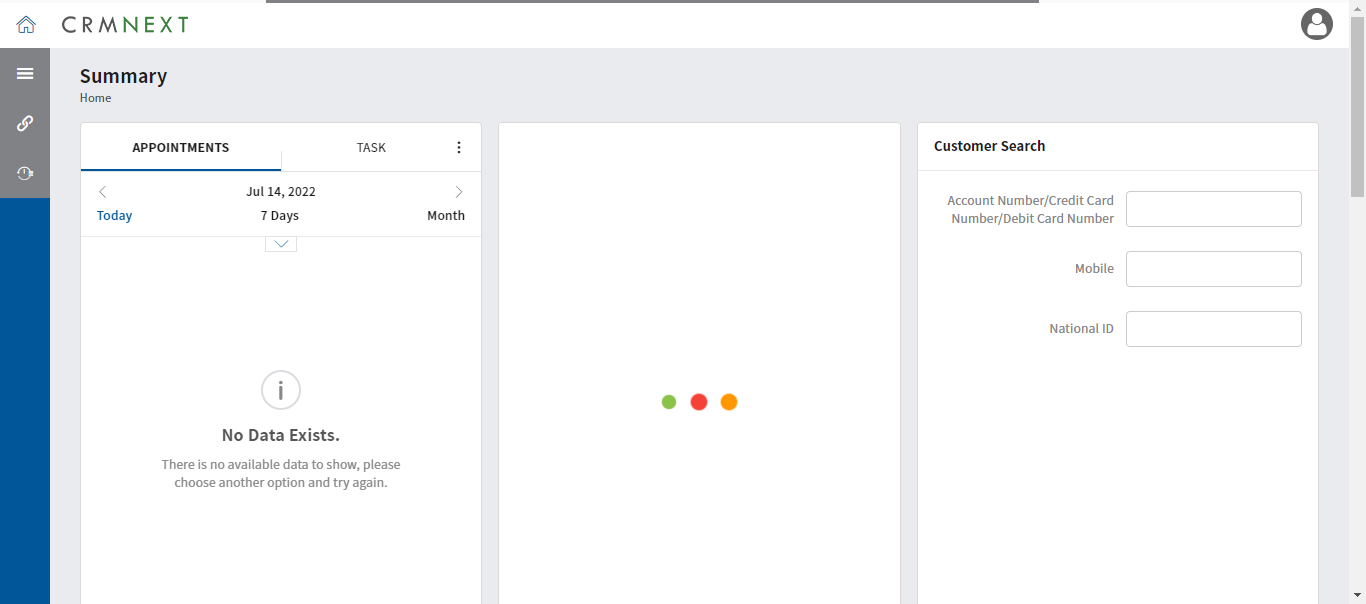 CRMNEXT
Summary
Home
APPOINTMENTS
TASK
Jul 14, 2022
Today
7 Days
Month
No Data Exists.
There is no available data to show, please
choose another option and try again.
Customer Search
Account Number/Credit Card
Number/Debit Card Number
Mobile
National ID